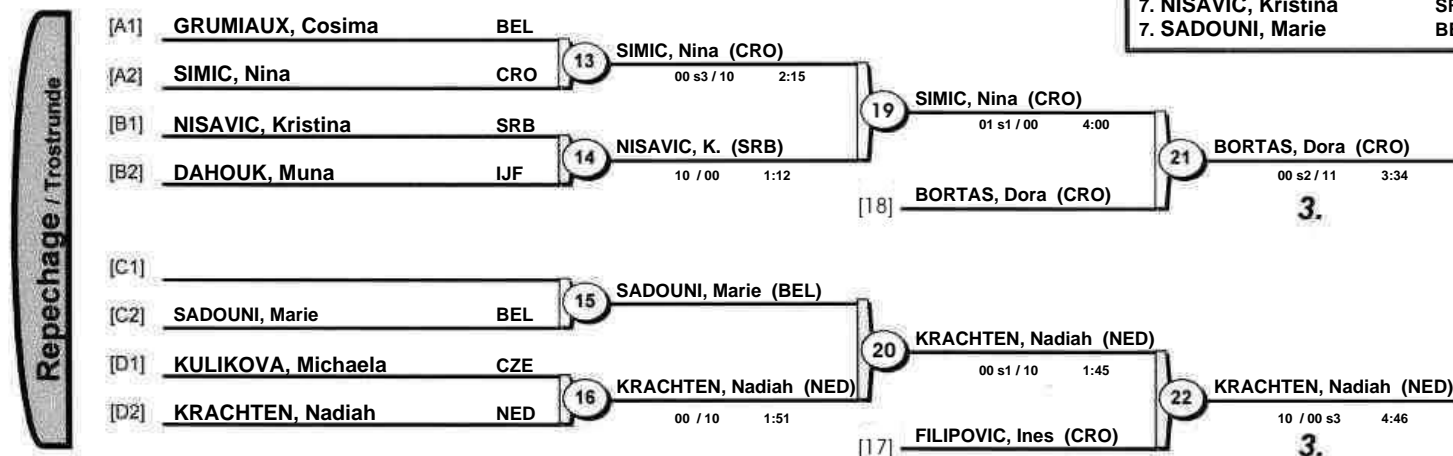 7. NISAVIC, Kristina
7. SADOUNI, Marie
Repechage / Trostrunde
[A1] GRUMIAUX, Cosima BEL
[A2] SIMIC, Nina CRO
13 SIMIC, Nina (CRO)
00 s3 / 10 2:15
[B1] NISAVIC, Kristina SRB
[B2] DAHOUK, Muna IJF
14 NISAVIC, K. (SRB)
10 / 00 1:12
19 SIMIC, Nina (CRO)
01 s1 / 00 4:00
[18] BORTAS, Dora (CRO)
21 BORTAS, Dora (CRO)
00 s2 / 11 3:34
3.
[C1]
[C2] SADOUNI, Marie BEL
15 SADOUNI, Marie (BEL)
[D1] KULIKOVA, Michaela CZE
[D2] KRACHTEN, Nadiah NED
16 KRACHTEN, Nadiah (NED)
00 / 10 1:51
20 KRACHTEN, Nadiah (NED)
00 s1 / 10 1:45
[17] FILIPOVIC, Ines (CRO)
22 KRACHTEN, Nadiah (NED)
10 / 00 s3 4:46
3.